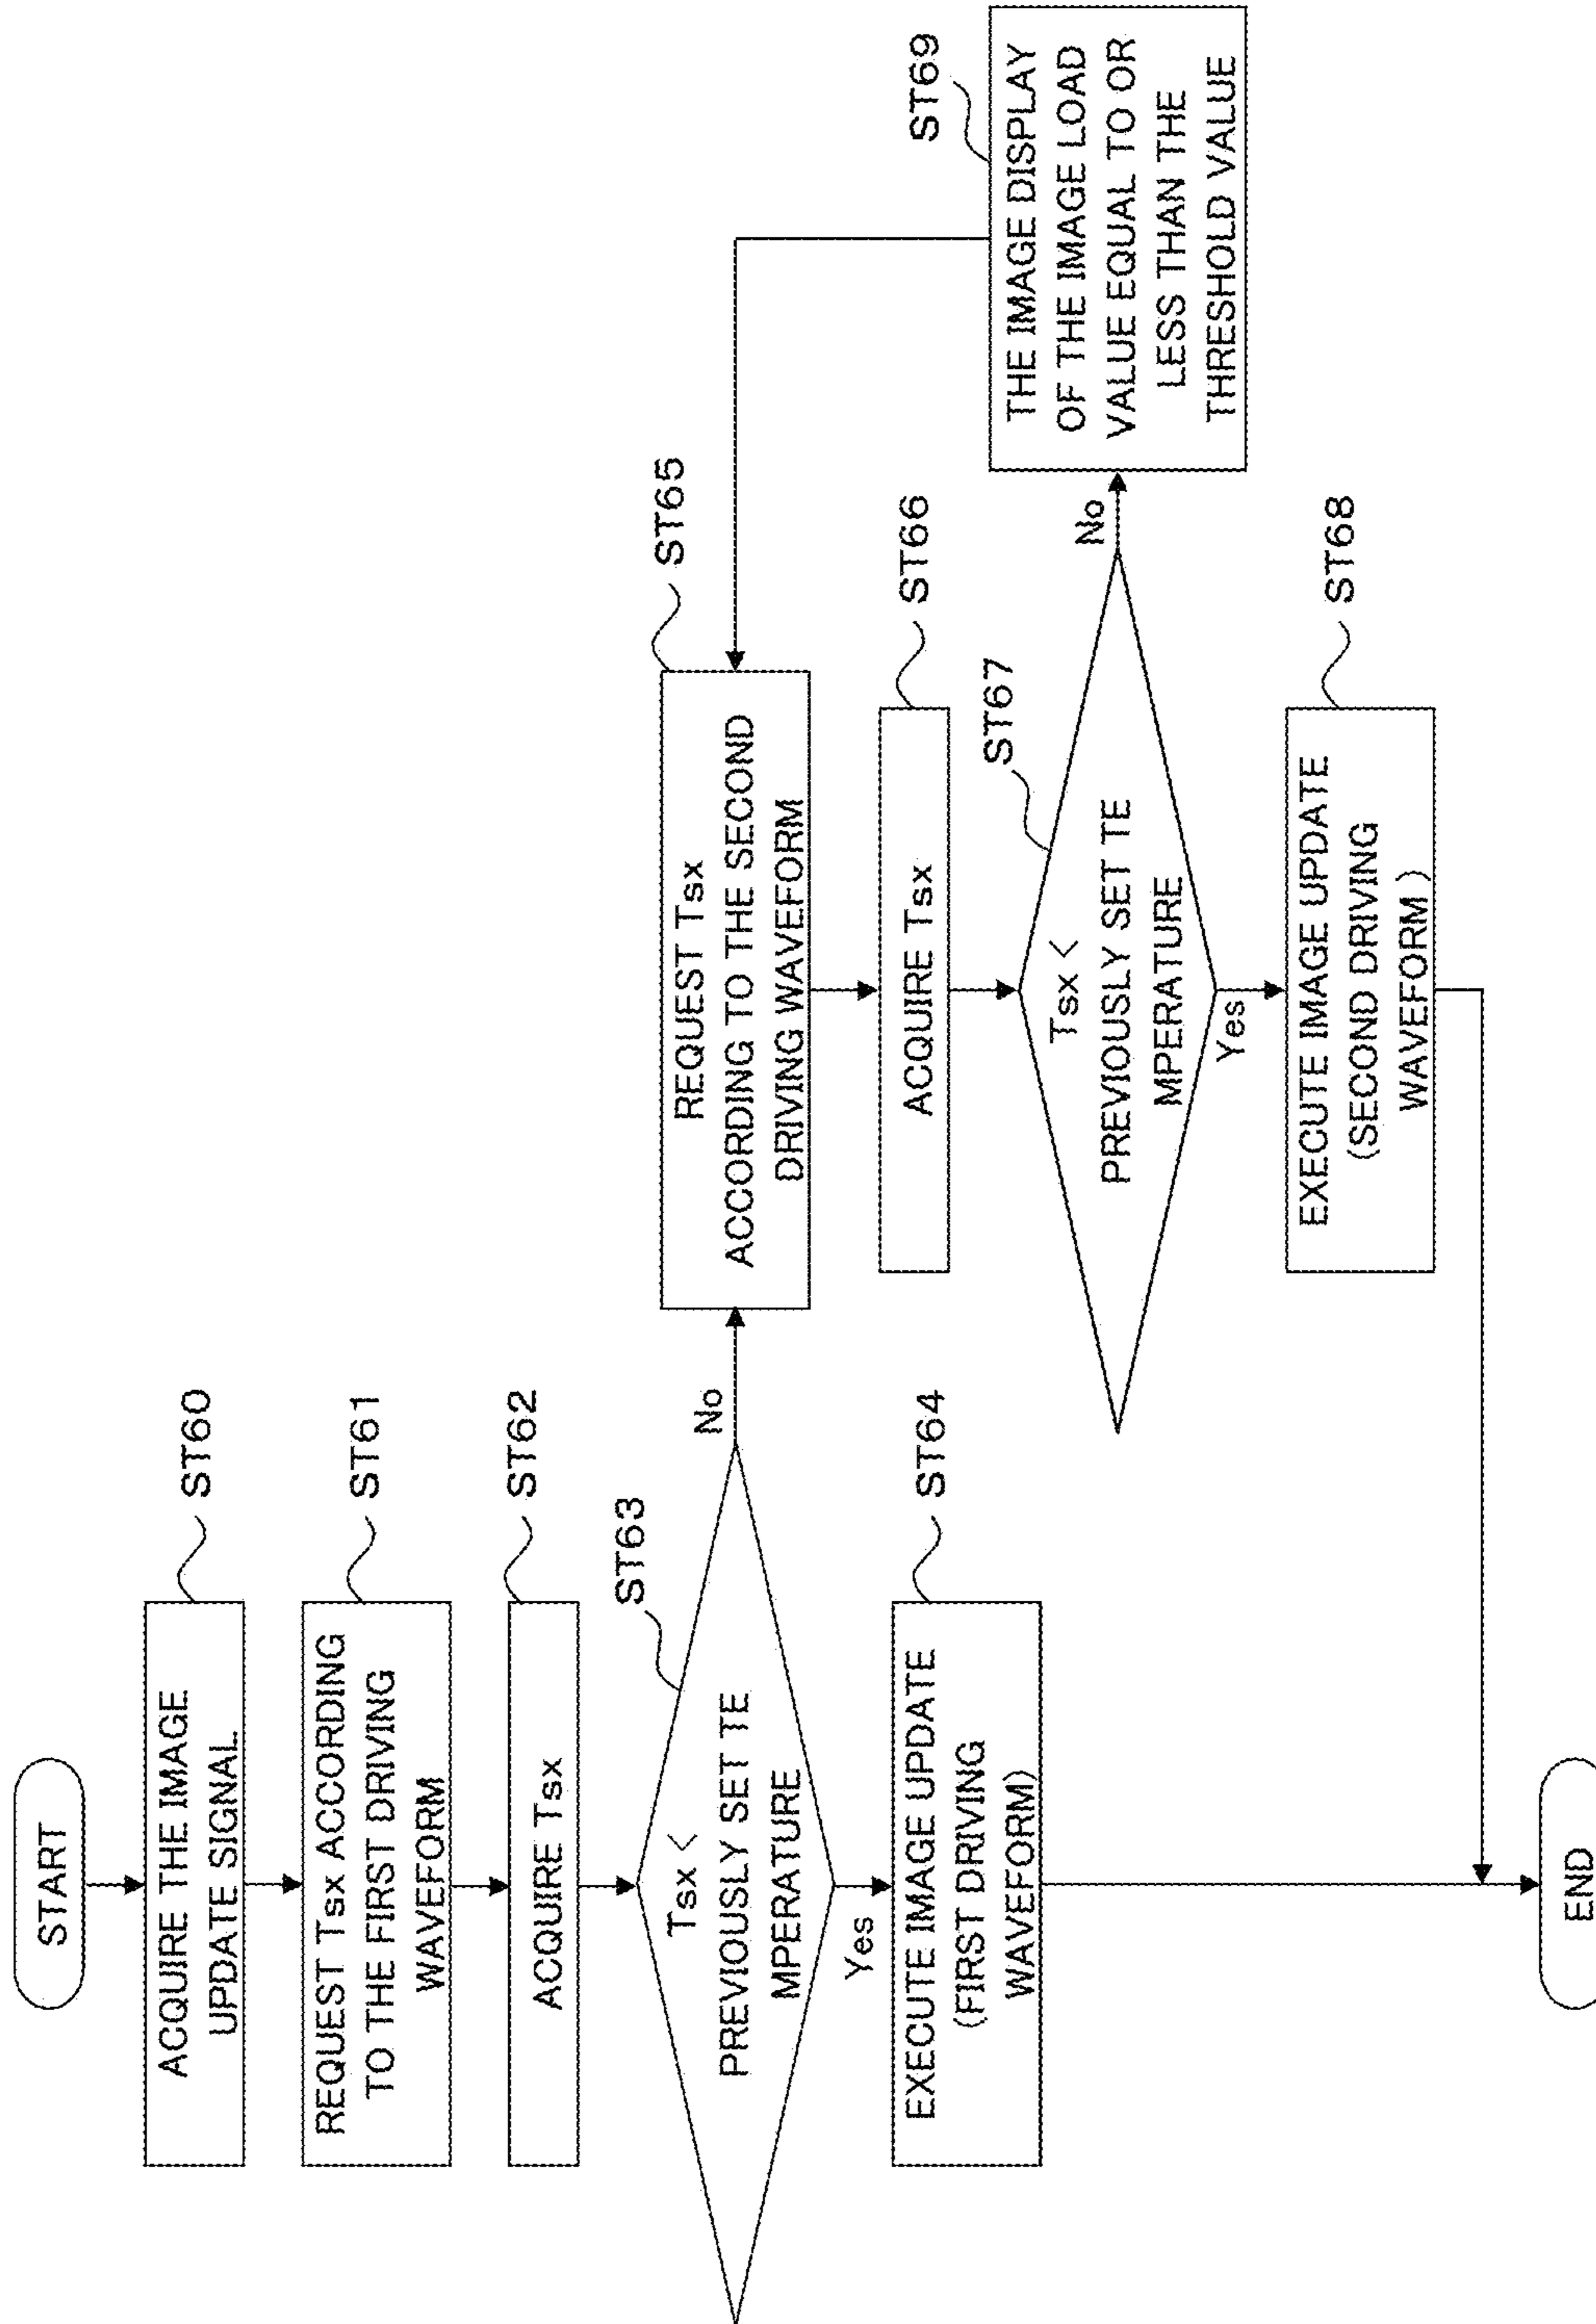 START
ACQUIRE THE IMAGE
UPDATE SIGNAL
ST60
REQUEST Tsx ACCORDING
TO THE FIRST DRIVING
WAVEFORM
ST61
ACQUIRE Tsx
ST62
Tsx <
PREVIOUSLY SET TE
MPERATURE
ST63
No
Yes
EXECUTE IMAGE UPDATE
(FIRST DRIVING
WAVEFORM)
ST64
REQUEST Tsx
ACCORDING TO THE SECOND
DRIVING WAVEFORM
ST65
ACQUIRE Tsx
ST66
Tsx <
PREVIOUSLY SET TE
MPERATURE
ST67
No
Yes
EXECUTE IMAGE UPDATE
(SECOND DRIVING
WAVEFORM)
ST68
THE IMAGE DISPLAY
OF THE IMAGE LOAD
VALUE EQUAL TO OR
LESS THAN THE
THRESHOLD VALUE
ST69
END